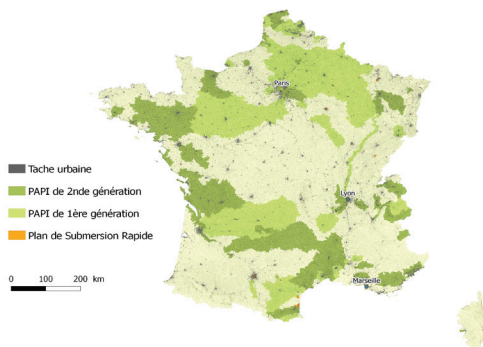 Paris
Tache urbaine
PAPI de 2nde génération
Lyon
PAPI de 1ère génération
Plan de Submersion Rapide
Marseille
0 100 200 km